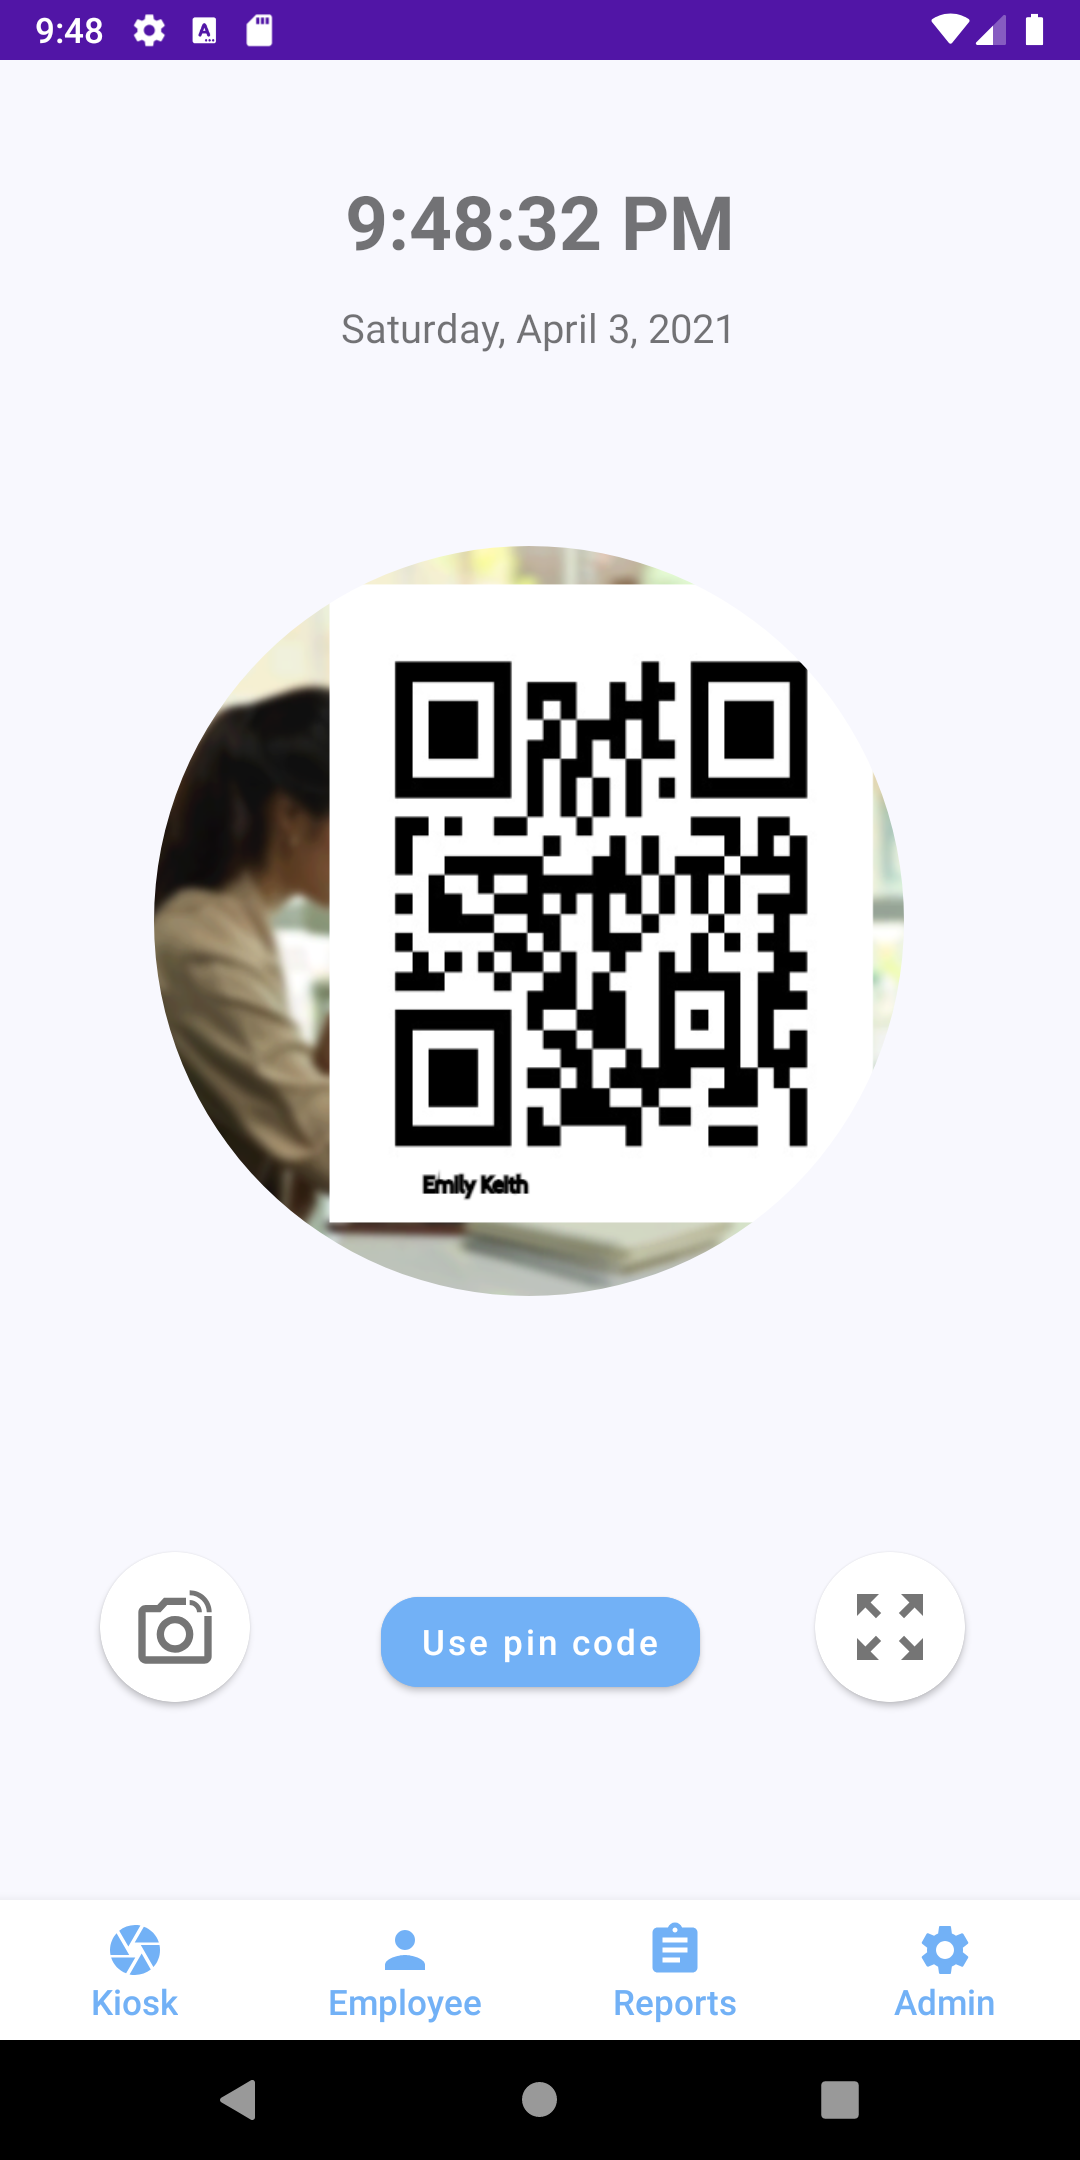 9:48
9:48:32 PM
Saturday, April 3, 2021
Emily Keith
Use pin code
Kiosk Employee Reports Admin